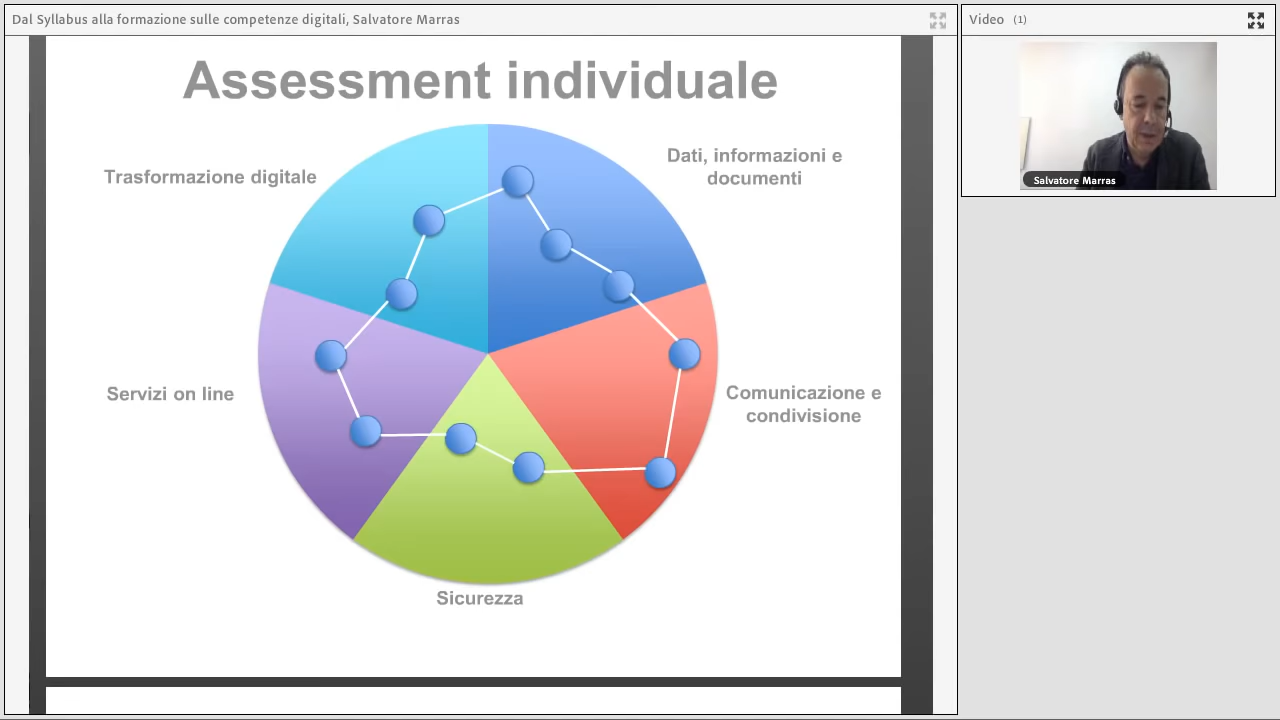 Dal Syllabus alla formazione sulle competenze digitali, Salvatore Marras
Video (1)
Assessment individuale
Trasformazione digitale
Dati, informazioni e
documenti
Servizi on line
Comunicazione e
condivisione
Sicurezza
Salvatore Marras